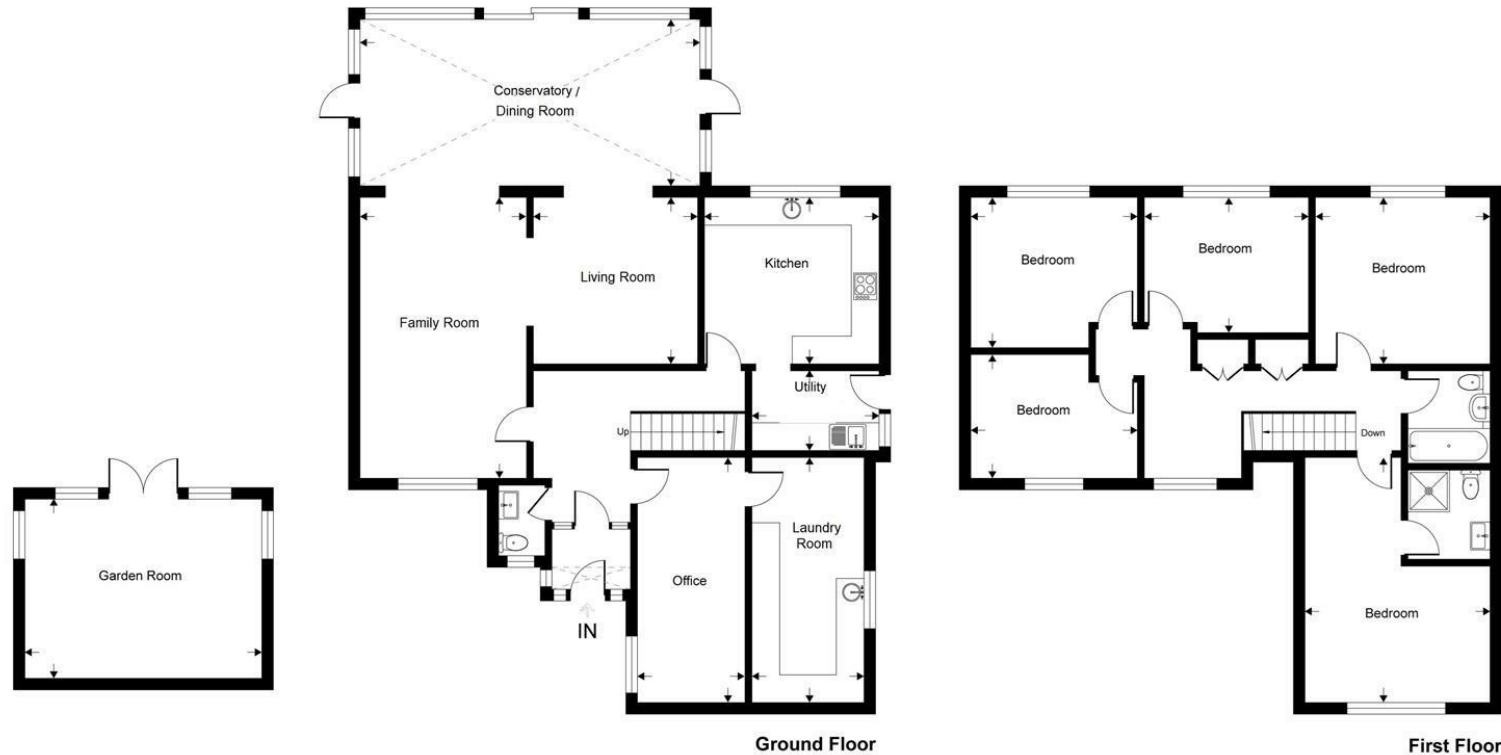 Conservatory /
Dining Room
Living Room
Kitchen
Family Room
Utility
Up
Laundry
Room
Office
IN
Garden Room
Ground Floor
Bedroom
Bedroom
Bedroom
Bedroom
Down
Bedroom
First Floor